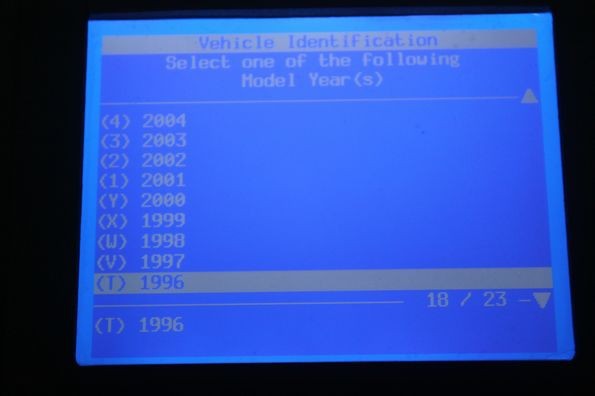 Vehicle Identification
Select one of the following
Model Year(s)
(4) 2004
(3) 2003
(2) 2002
(1) 2001
(Y) 2000
(X) 1999
(W) 1998
(V) 1997
(T) 1996
18 / 23
(T) 1996